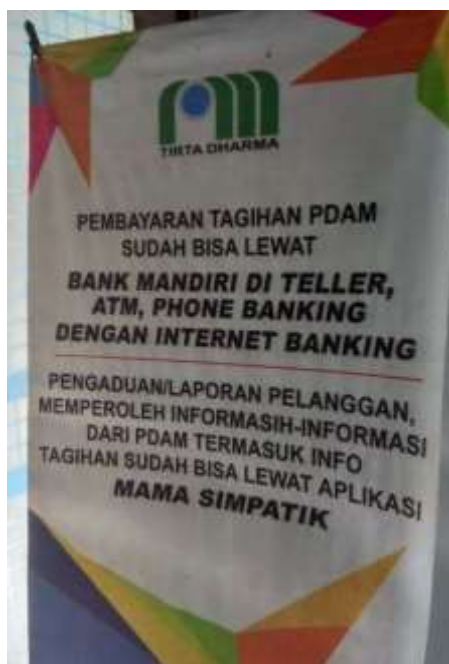 TIRTA DHARMA
PEMBAYARAN TAGIHAN PDAM
SUDAH BISA LEWAT
BANK MANDIRI DI TELLER,
ATM, PHONE BANKING
DENGAN INTERNET BANKING
PENGADUAN/LAPORAN PELANGGAN,
MEMPEROLEH INFORMASIH-INFORMASI
DARI PDAM TERMASUK INFO
TAGIHAN SUDAH BISA LEWAT APLIKASI
MAMA SIMPATIK